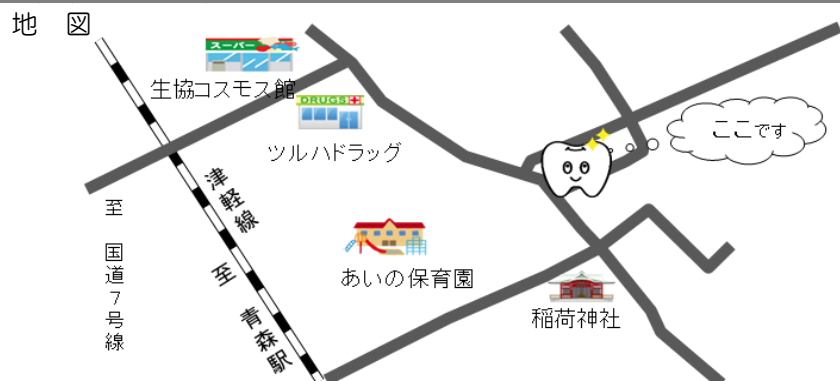 地 図
スーパー
生協コスモス館
DRUGS
ツルハドラッグ
ここです
津軽線
至 青森駅
至 国道7号線
あいの保育園
稲荷神社